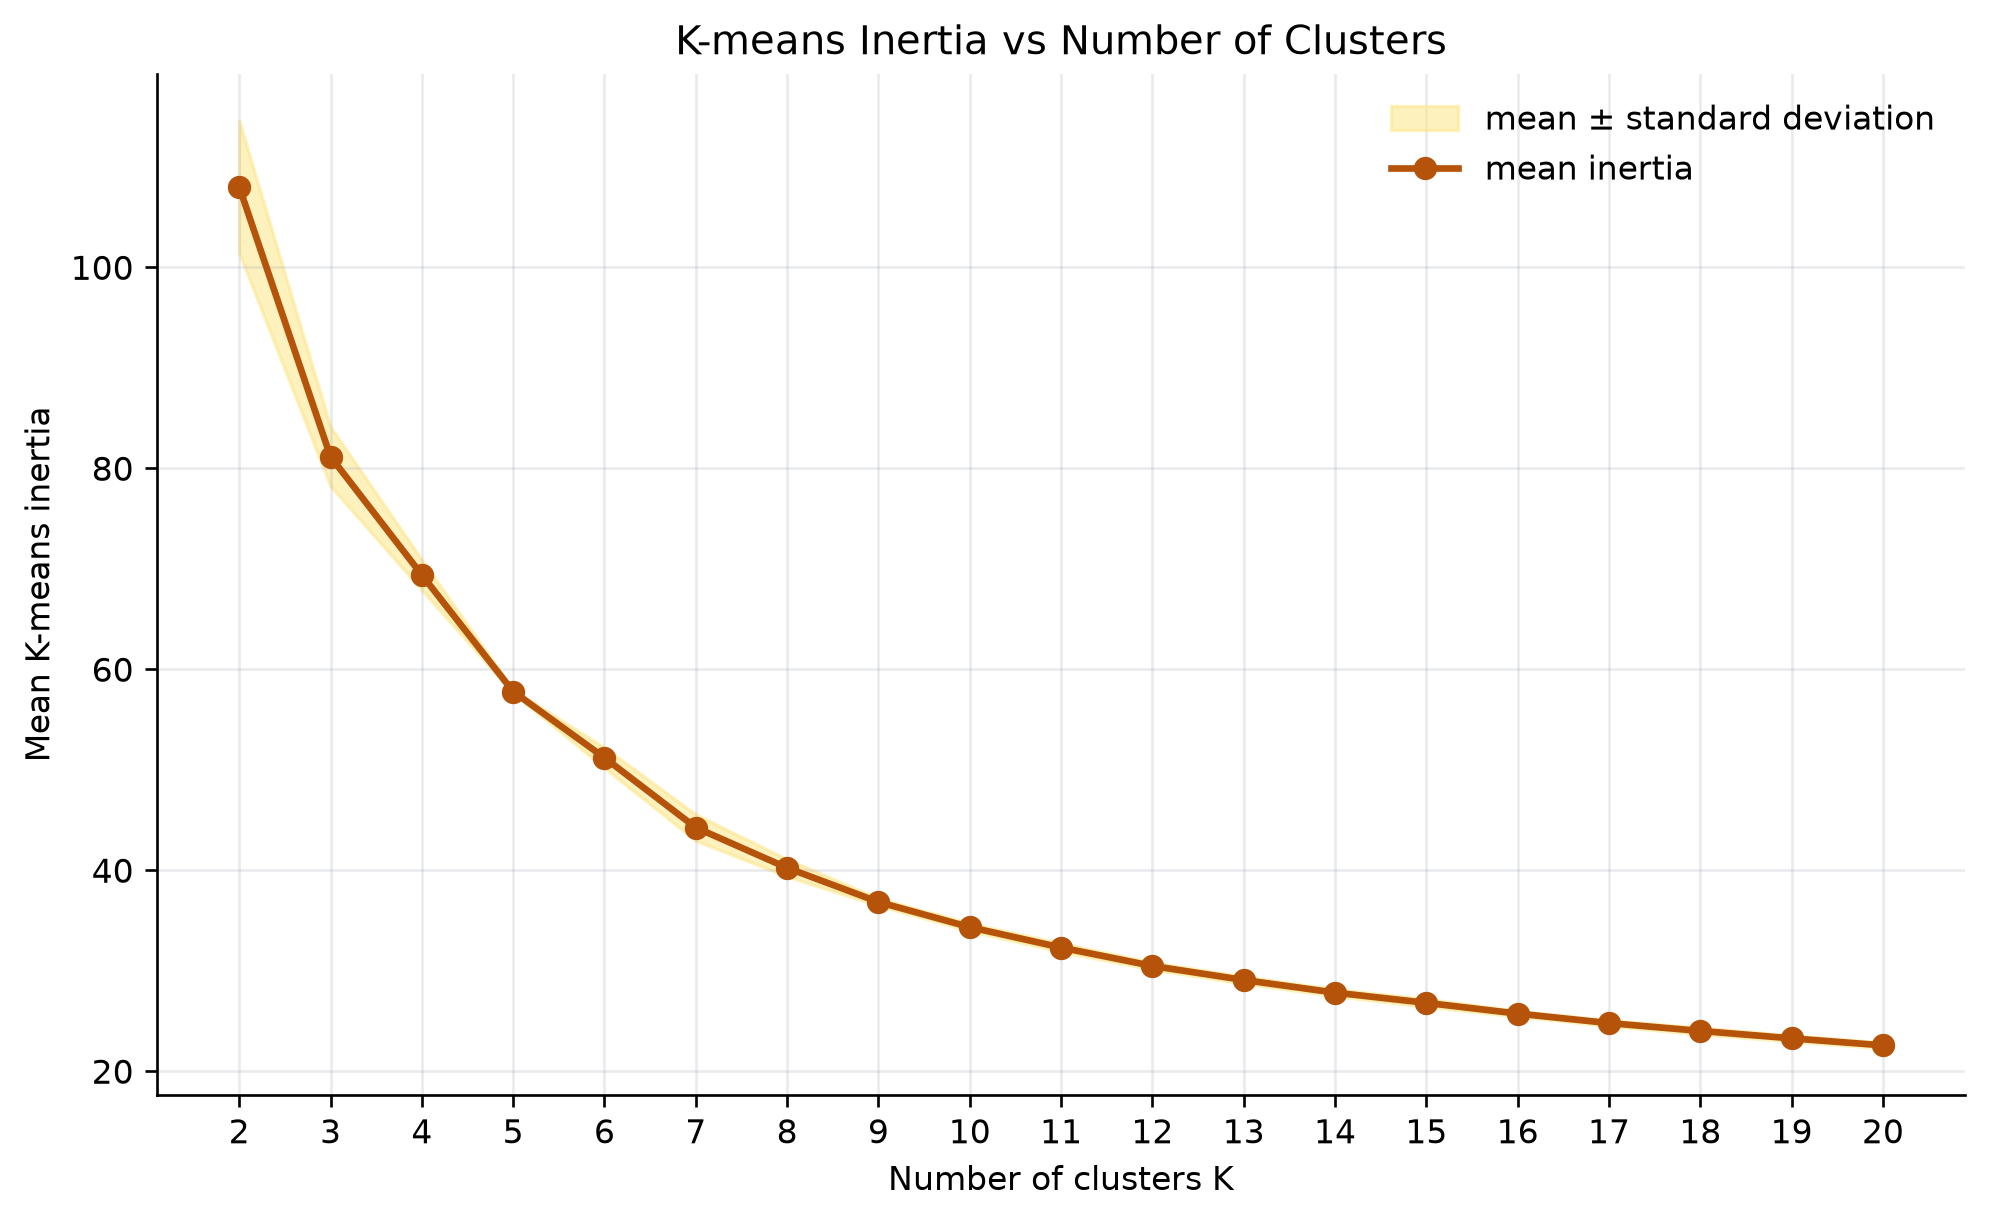 K-means Inertia vs Number of Clusters
mean ± standard deviation
mean inertia
Mean K-means inertia
100
80
60
40
20
2 3 4 5 6 7 8 9 10 11 12 13 14 15 16 17 18 19 20
Number of clusters K